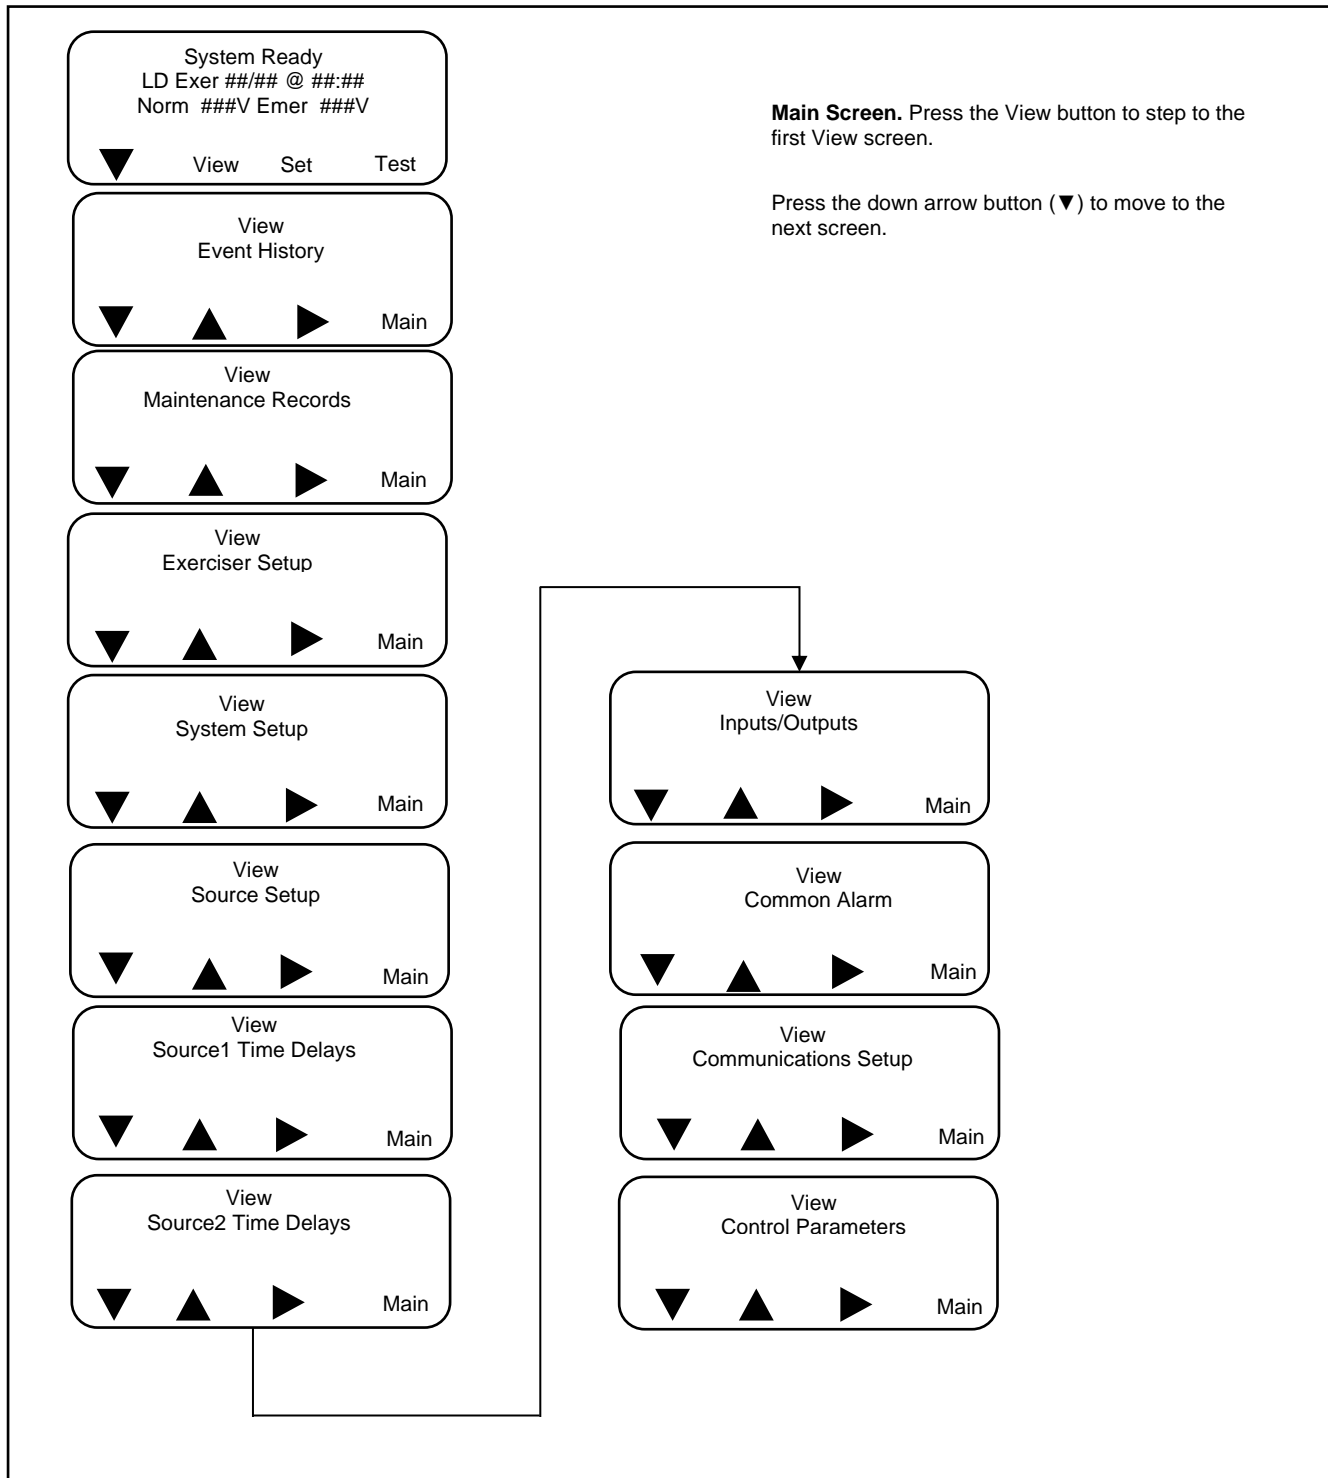 System Ready
LD Exer ##/## @ ##:##
Norm ###V Emer ###V
▼ View Set Test
Main Screen. Press the View button to step to the
first View screen.
Press the down arrow button (▼) to move to the
next screen.
View
Event History
▼ ▲ ▶ Main
View
Maintenance Records
▼ ▲ ▶ Main
View
Exerciser Setup
▼ ▲ ▶ Main
View
System Setup
▼ ▲ ▶ Main
View
Source Setup
▼ ▲ ▶ Main
View
Source1 Time Delays
▼ ▲ ▶ Main
View
Source2 Time Delays
▼ ▲ ▶ Main
View
Inputs/Outputs
▼ ▲ ▶ Main
View
Common Alarm
▼ ▲ ▶ Main
View
Communications Setup
▼ ▲ ▶ Main
View
Control Parameters
▼ ▲ ▶ Main